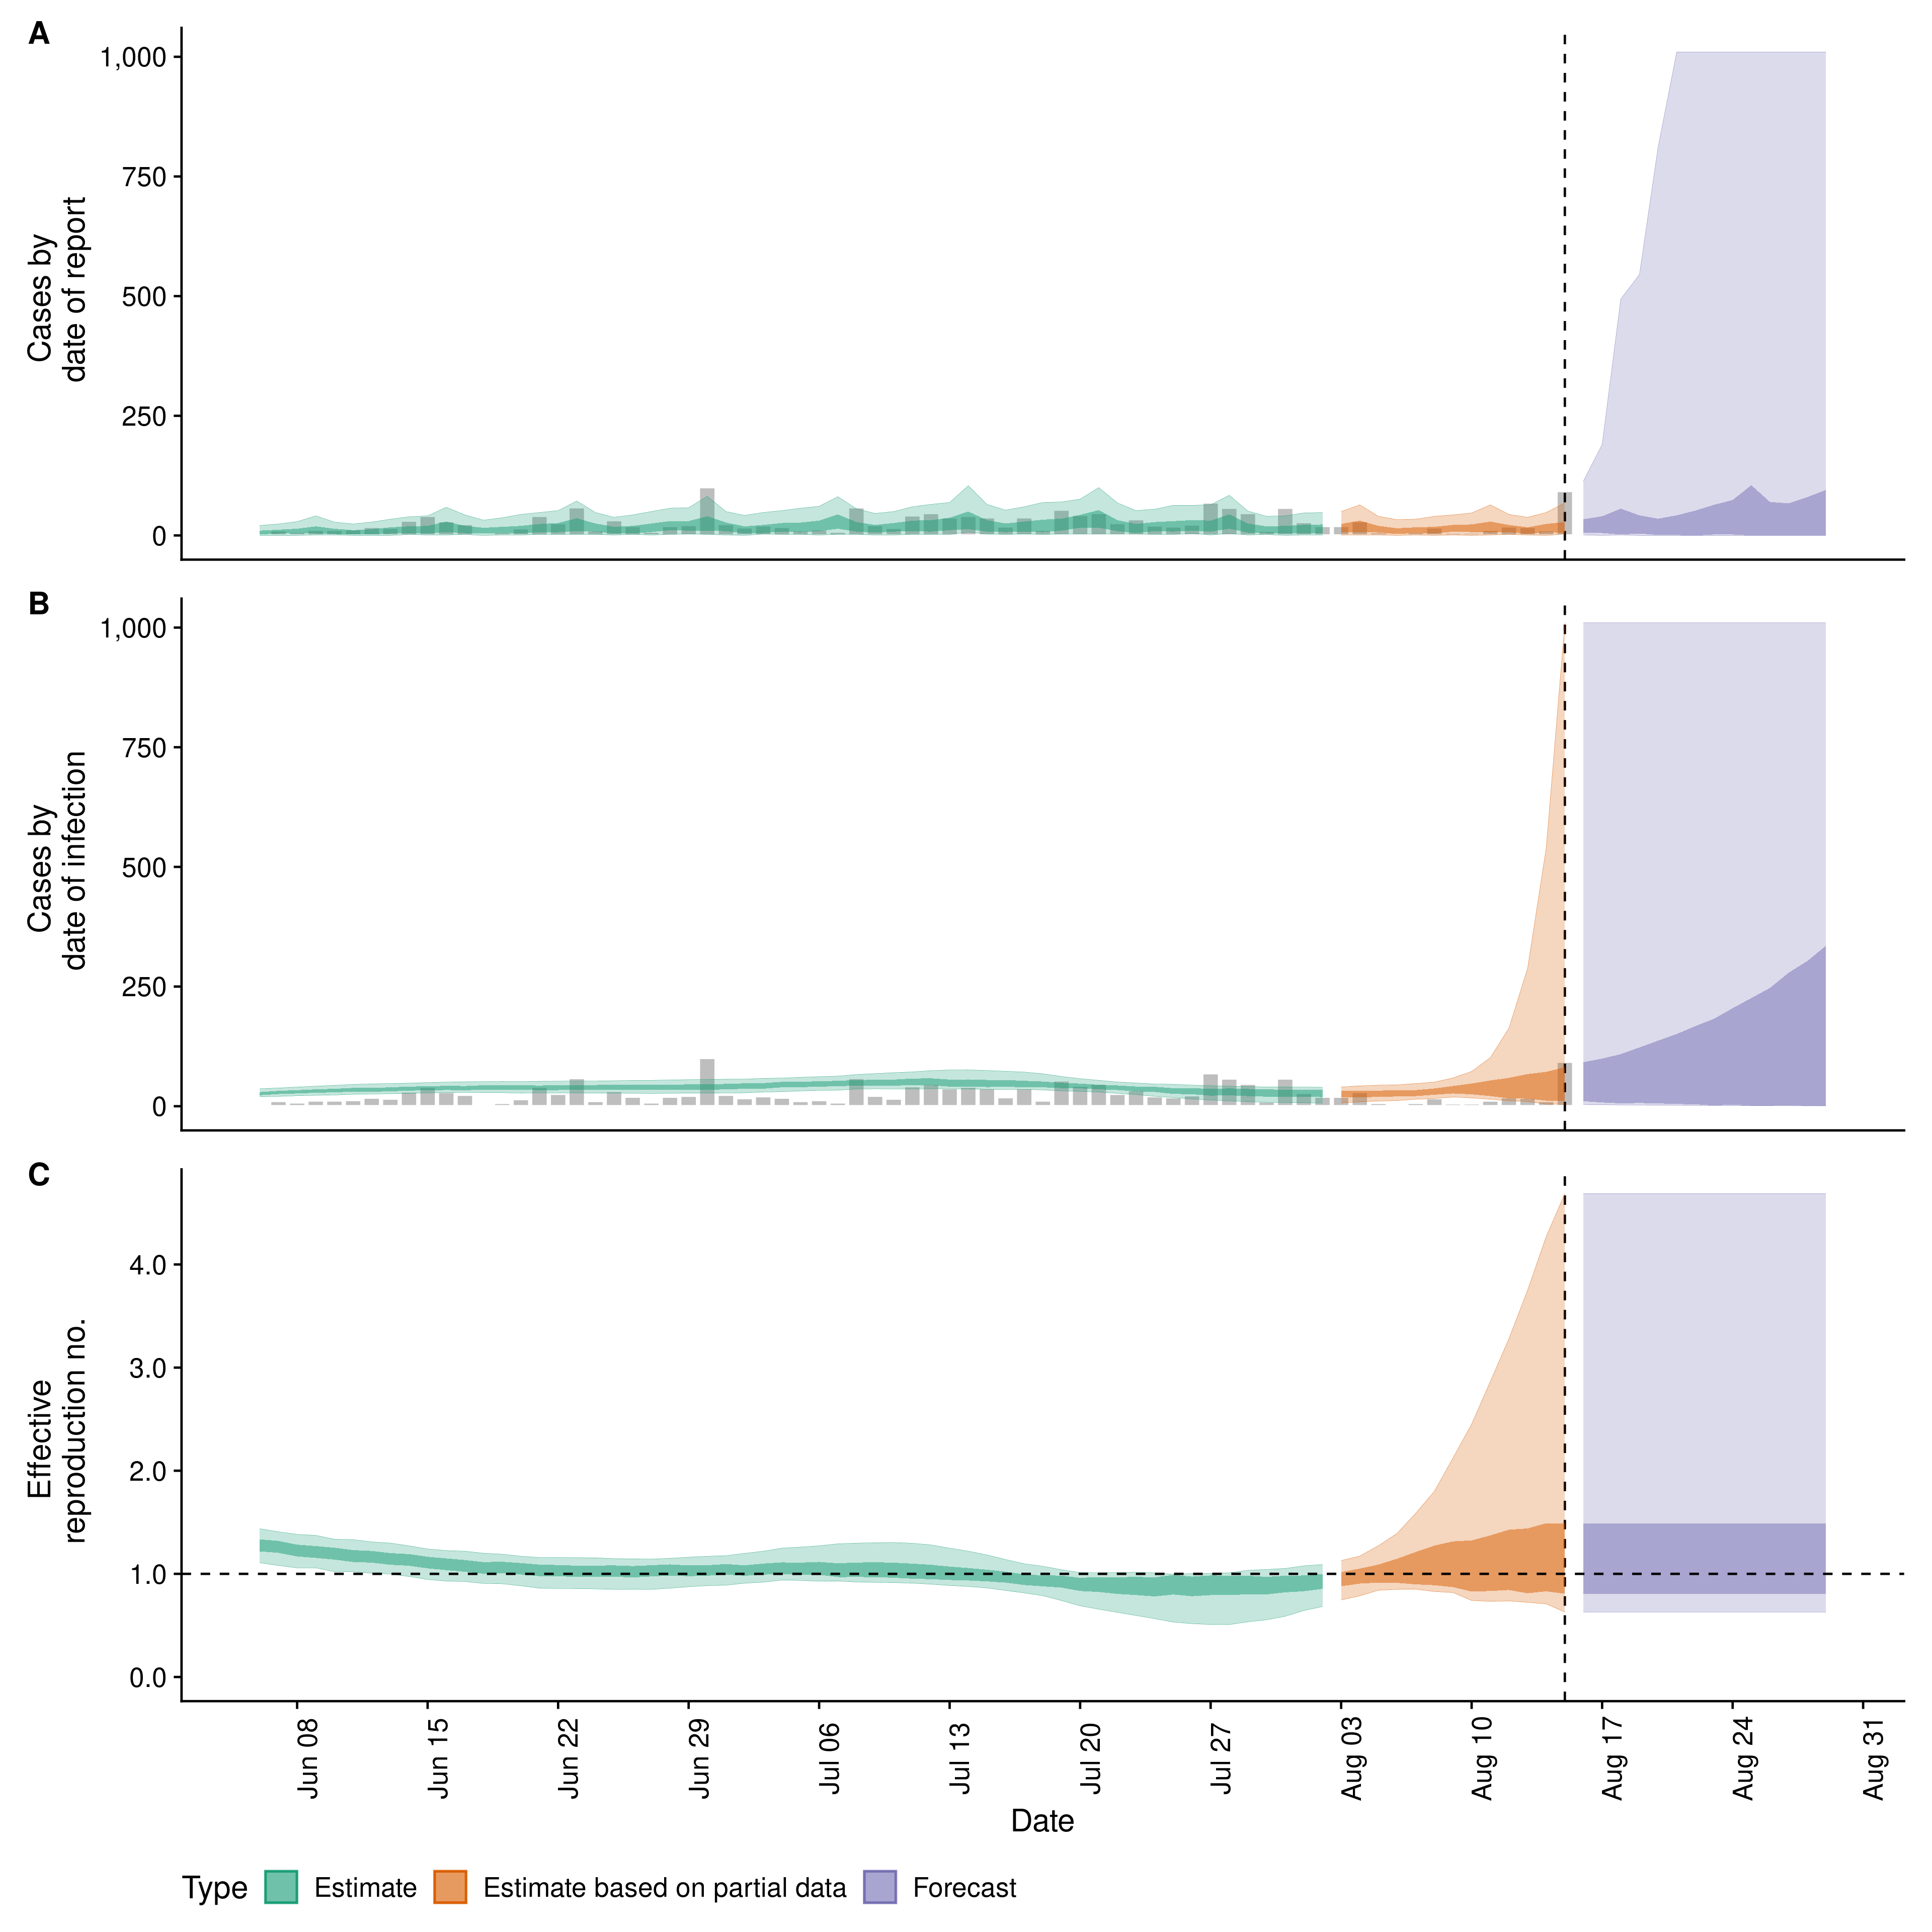 A
Cases by
date of report
1,000
750
500
250
0
B
Cases by
date of infection
1,000
750
500
250
0
C
Effective
reproduction no.
4.0
3.0
2.0
1.0
0.0
Jun 08
Jun 15
Jun 22
Jun 29
Jul 06
Jul 13
Jul 20
Jul 27
Aug 03
Aug 10
Aug 17
Aug 24
Aug 31
Date
Type Estimate Estimate based on partial data Forecast